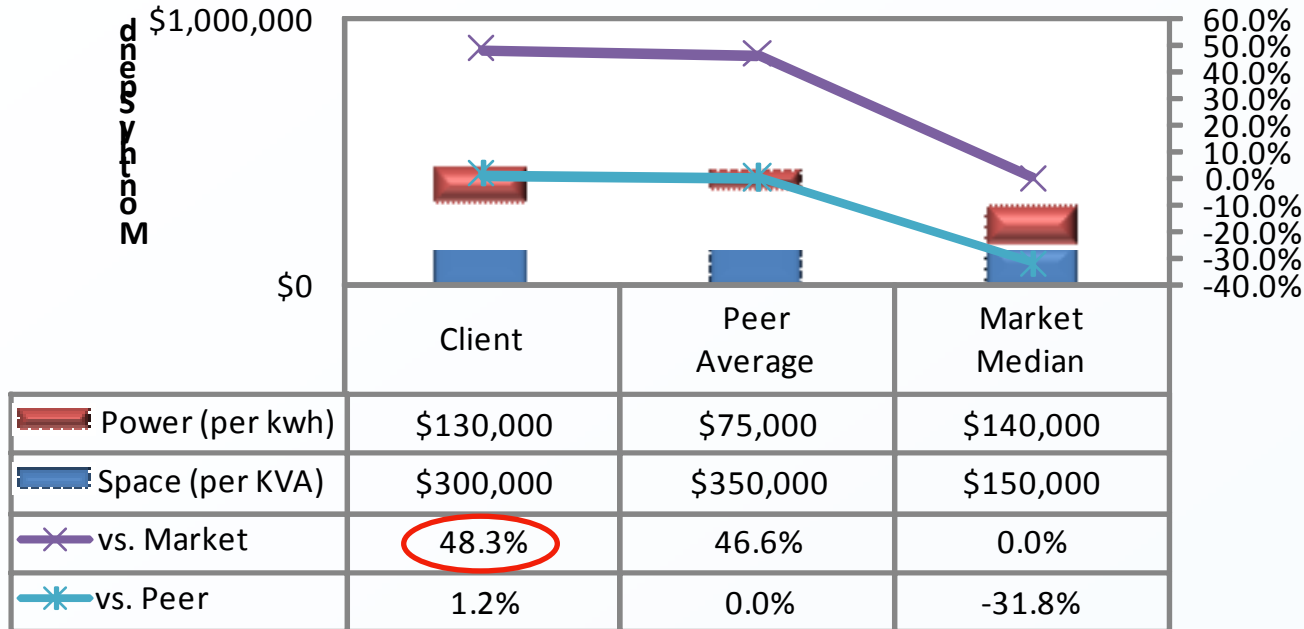 Monthly Spend
$1,000,000
$0
60.0%
50.0%
40.0%
30.0%
20.0%
10.0%
0.0%
-10.0%
-20.0%
-30.0%
-40.0%
Client
Peer
Average
Market
Median
Power (per kwh) $130,000 $75,000 $140,000
Space (per KVA) $300,000 $350,000 $150,000
vs. Market 48.3% 46.6% 0.0%
vs. Peer 1.2% 0.0% -31.8%